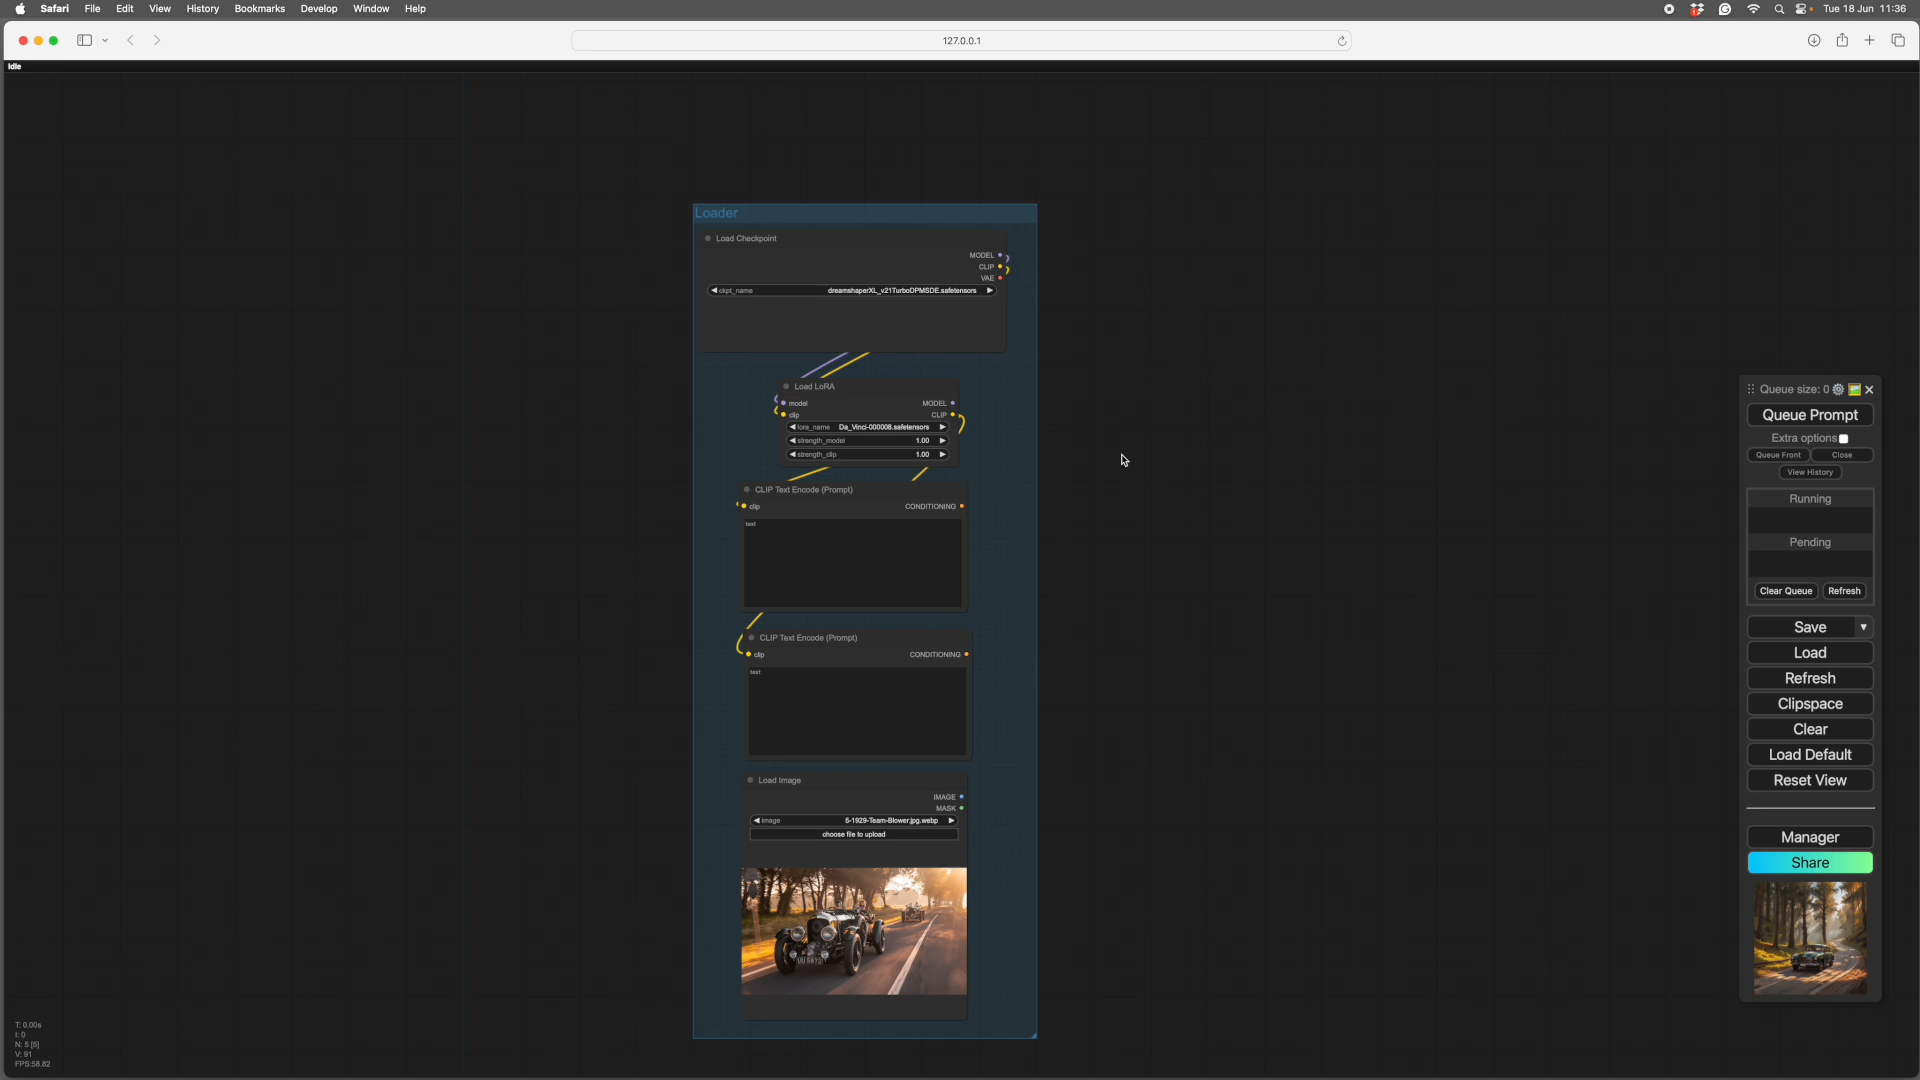 Safari File Edit View History Bookmarks Develop Window Help
Tue 18 Jun 11:36
127.0.0.1
Idle
Loader
Load Checkpoint
MODEL
CLIP
VAE
ckpt_name dreamshaperXL_v21TurboDPMSDE.safetensors
Load LoRA
model MODEL
clip CLIP
lora_name Da_Vinci-000008.safetensors
strength_model 1.00
strength_clip 1.00
CLIP Text Encode (Prompt)
clip CONDITIONING
text
CLIP Text Encode (Prompt)
clip CONDITIONING
text
Load Image
IMAGE
MASK
image 5-1929-Team-Blower.jpg.webp
choose file to upload
Queue size: 0
Queue Prompt
Extra options
Queue Front Close
View History
Running
Pending
Clear Queue Refresh
Save
Load
Refresh
Clipspace
Clear
Load Default
Reset View
Manager
Share
T: 0.00s
I: 0
N: 5 [5]
V: 91
FPS:58.82